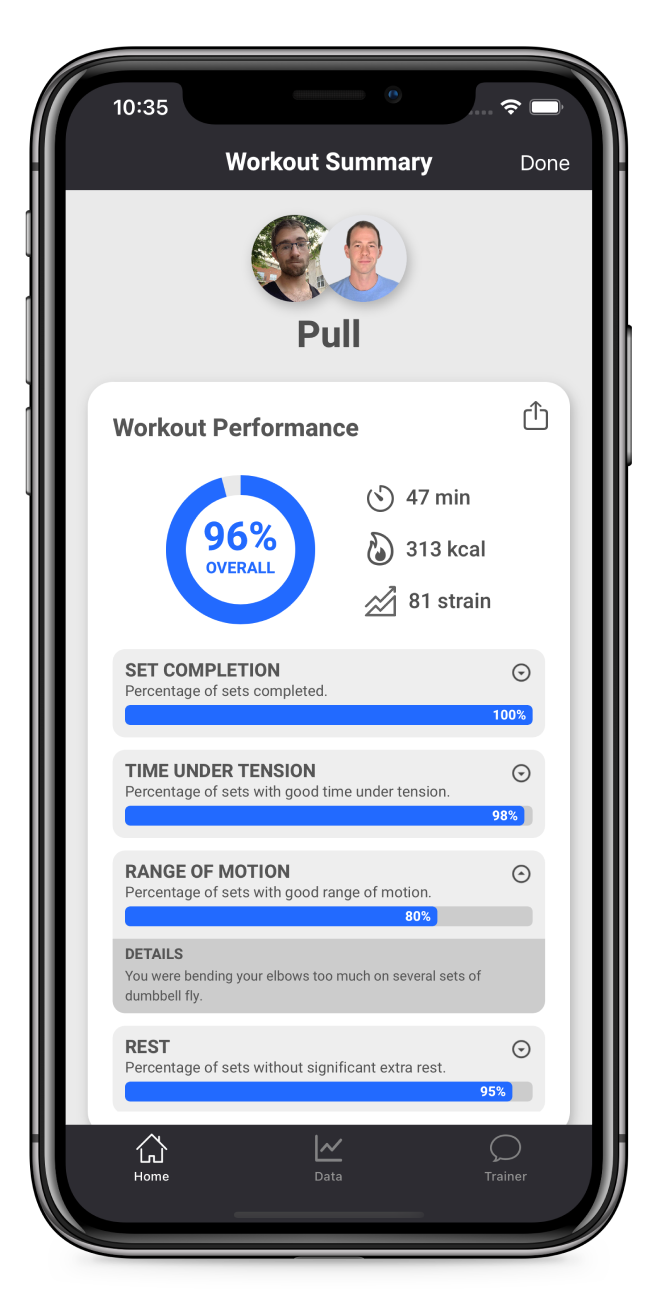 10:35
Workout Summary
Done
Pull
Workout Performance
96%
OVERALL
47 min
313 kcal
81 strain
SET COMPLETION
Percentage of sets completed.
100%
TIME UNDER TENSION
Percentage of sets with good time under tension.
98%
RANGE OF MOTION
Percentage of sets with good range of motion.
80%
DETAILS
You were bending your elbows too much on several sets of
dumbbell fly.
REST
Percentage of sets without significant extra rest.
95%
Home
Data
Trainer